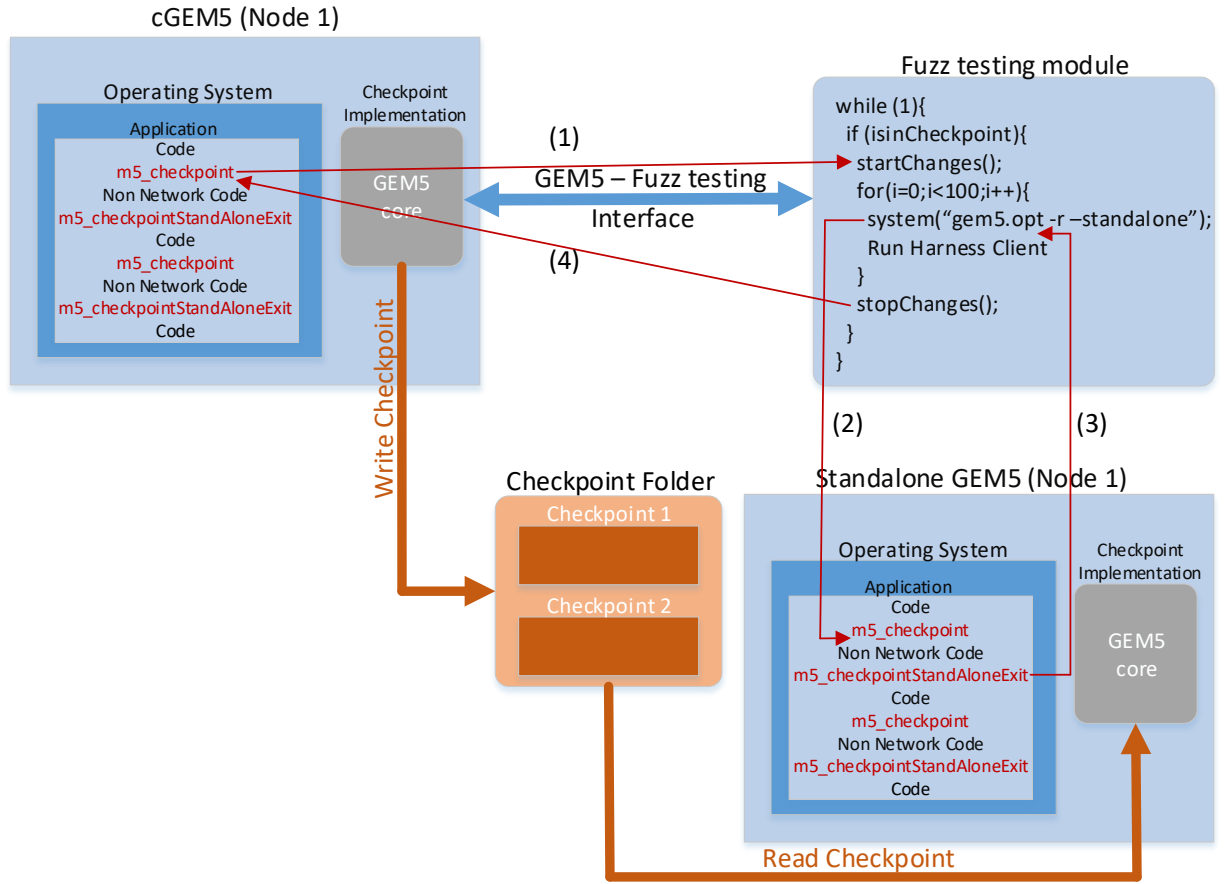 cGEM5 (Node 1)
Operating System
Checkpoint
Implementation
Application
Code
m5_checkpoint
Non Network Code
m5_checkpointStandAloneExit
Code
m5_checkpoint
Non Network Code
m5_checkpointStandAloneExit
Code
GEM5
core
(1)
GEM5 – Fuzz testing
Interface
(4)
Fuzz testing module
while (1){
if (isinCheckpoint){
startChanges();
for(i=0;i<100;i++){
system(“gem5.opt -r –standalone”);
Run Harness Client
}
stopChanges();
}
}
(2)
(3)
Write Checkpoint
Checkpoint Folder
Checkpoint 1
Checkpoint 2
Standalone GEM5 (Node 1)
Operating System
Checkpoint
Implementation
Application
Code
m5_checkpoint
Non Network Code
m5_checkpointStandAloneExit
Code
m5_checkpoint
Non Network Code
m5_checkpointStandAloneExit
Code
GEM5
core
Read Checkpoint